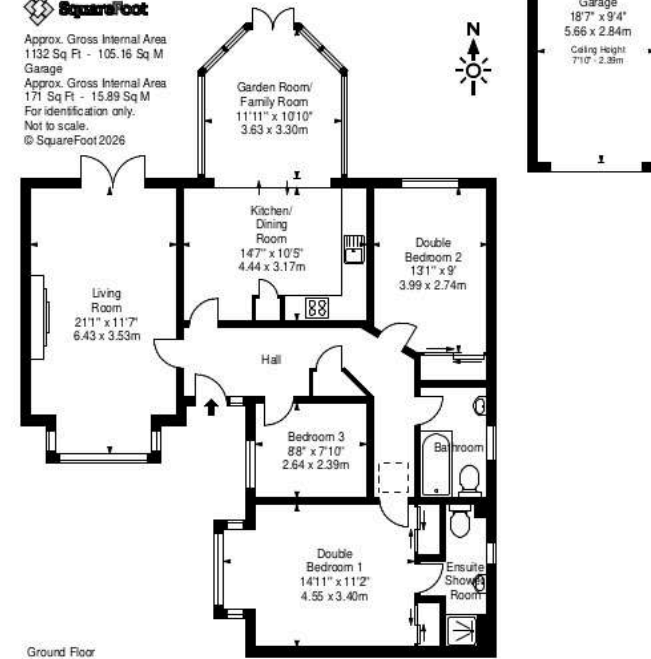 SquareFoot
Approx. Gross Internal Area
1132 Sq Ft - 105.16 Sq M
Garage
Approx. Gross Internal Area
171 Sq Ft - 15.89 Sq M
For identification only.
Not to scale.
© SquareFoot 2026
N
Garage
18'7" x 9'4"
5.66 x 2.84m
Ceiling Height
7'10" - 2.39m
Garden Room/
Family Room
11'11" x 10'10"
3.63 x 3.30m
Kitchen/
Dining
Room
14'7" x 10'5"
4.44 x 3.17m
Double
Bedroom 2
13'1" x 9'
3.99 x 2.74m
Living
Room
21'1" x 11'7"
6.43 x 3.53m
Hall
Bedroom 3
8'8" x 7'10"
2.64 x 2.39m
Bathroom
Double
Bedroom 1
14'11" x 11'2"
4.55 x 3.40m
Ensuite
Shower
Room
Ground Floor